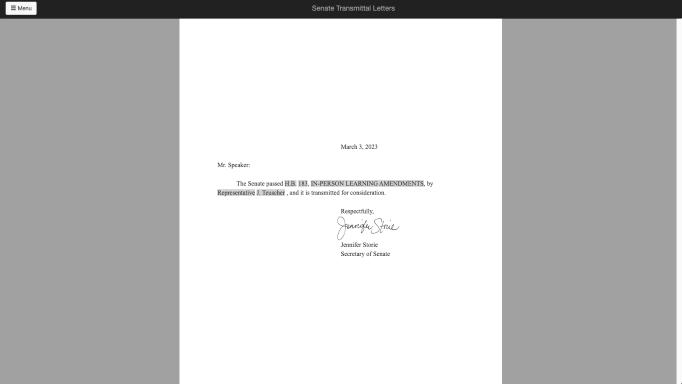 ☰ Menu
Senate Transmittal Letters
March 3, 2023
Mr. Speaker:
The Senate passed H.B. 183, IN-PERSON LEARNING AMENDMENTS, by
Representative J. Teuscher , and it is transmitted for consideration.
Respectfully,
Jennifer Storie
Jennifer Storie
Secretary of Senate